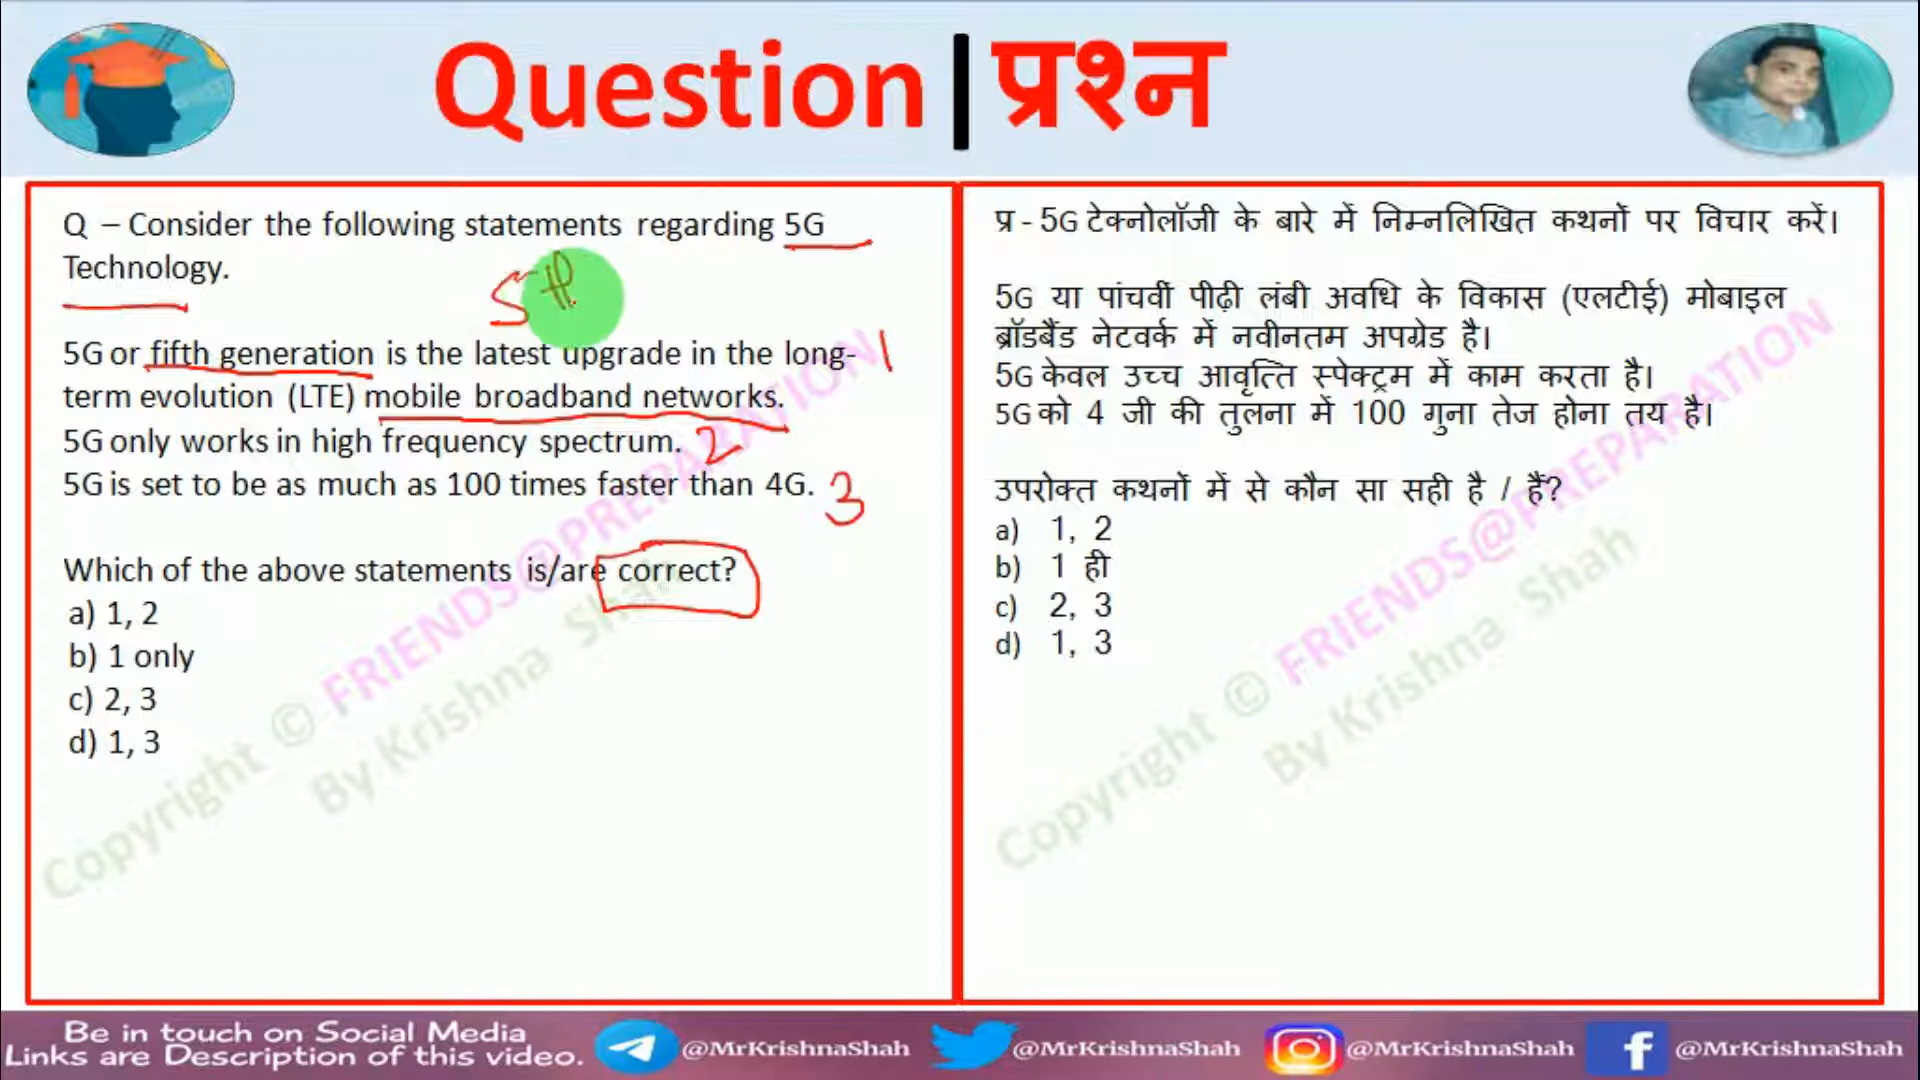 Question|प्रश्न
Q – Consider the following statements regarding 5G
Technology.
5th
5G or fifth generation is the latest upgrade in the long- 1
term evolution (LTE) mobile broadband networks.
5G only works in high frequency spectrum. 2
5G is set to be as much as 100 times faster than 4G. 3
Which of the above statements is/are correct?
a) 1, 2
b) 1 only
c) 2, 3
d) 1, 3
Copyright © FRIENDS@PREPARATION
By Krishna Shah
प्र - 5G टेक्नोलॉजी के बारे में निम्नलिखित कथनों पर विचार करें।
5G या पांचवीं पीढ़ी लंबी अवधि के विकास (एलटीई) मोबाइल
ब्रॉडबैंड नेटवर्क में नवीनतम अपग्रेड है।
5G केवल उच्च आवृत्ति स्पेक्ट्रम में काम करता है।
5G को 4 जी की तुलना में 100 गुना तेज होना तय है।
उपरोक्त कथनों में से कौन सा सही है / हैं?
a) 1, 2
b) 1 ही
c) 2, 3
d) 1, 3
Copyright © FRIENDS@PREPARATION
By Krishna Shah
Be in touch on Social Media
Links are Description of this video.
@MrKrishnaShah @MrKrishnaShah @MrKrishnaShah @MrKrishnaShah